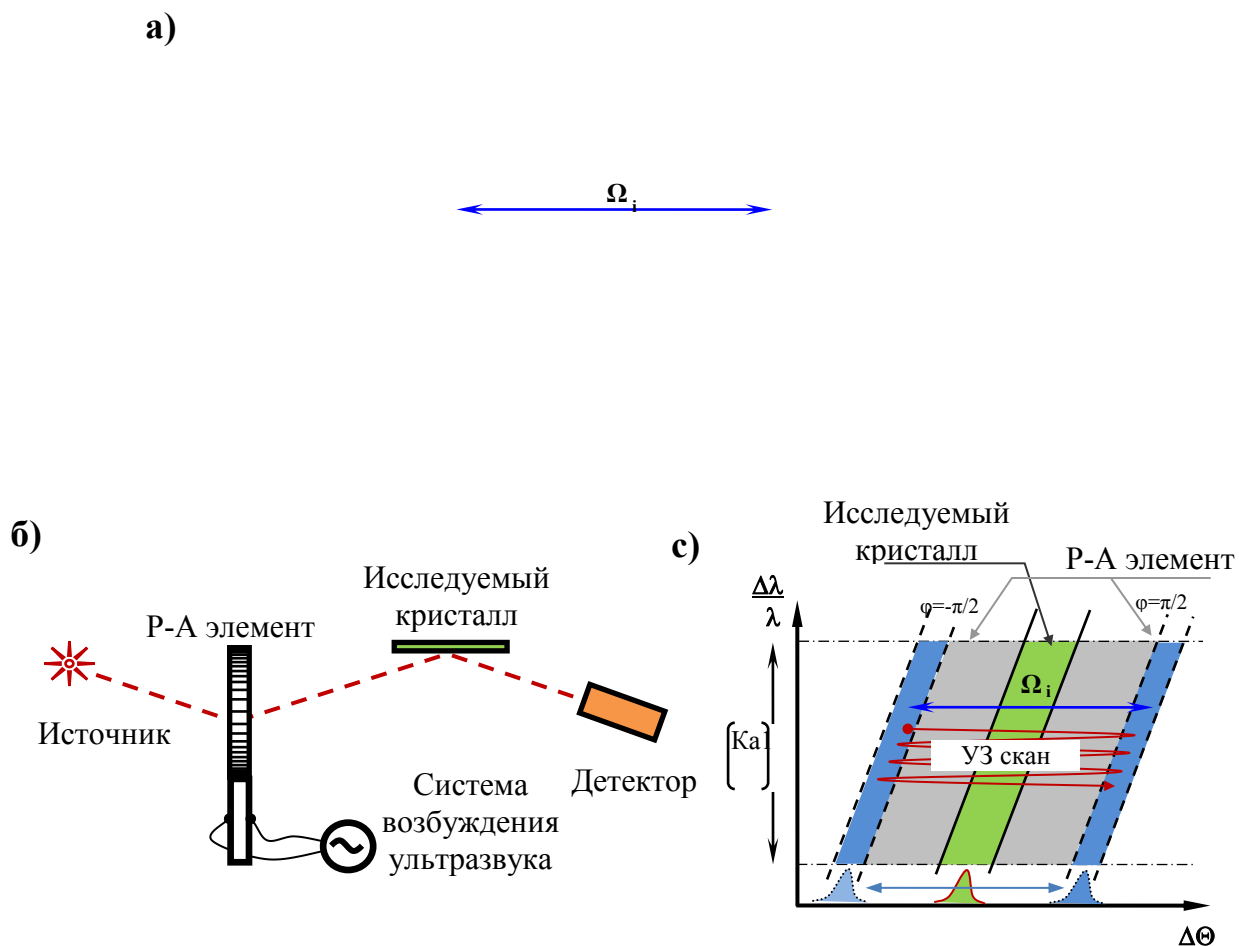 а)
Ω i
б)
Р-А элемент
Исследуемый
кристалл
Источник
Детектор
Система
возбуждения
ультразвука
с)
Исследуемый
кристалл
Р-А элемент
Δλ
λ
φ=-π/2
φ=π/2
Ω i
Ka1
УЗ скан
ΔΘ